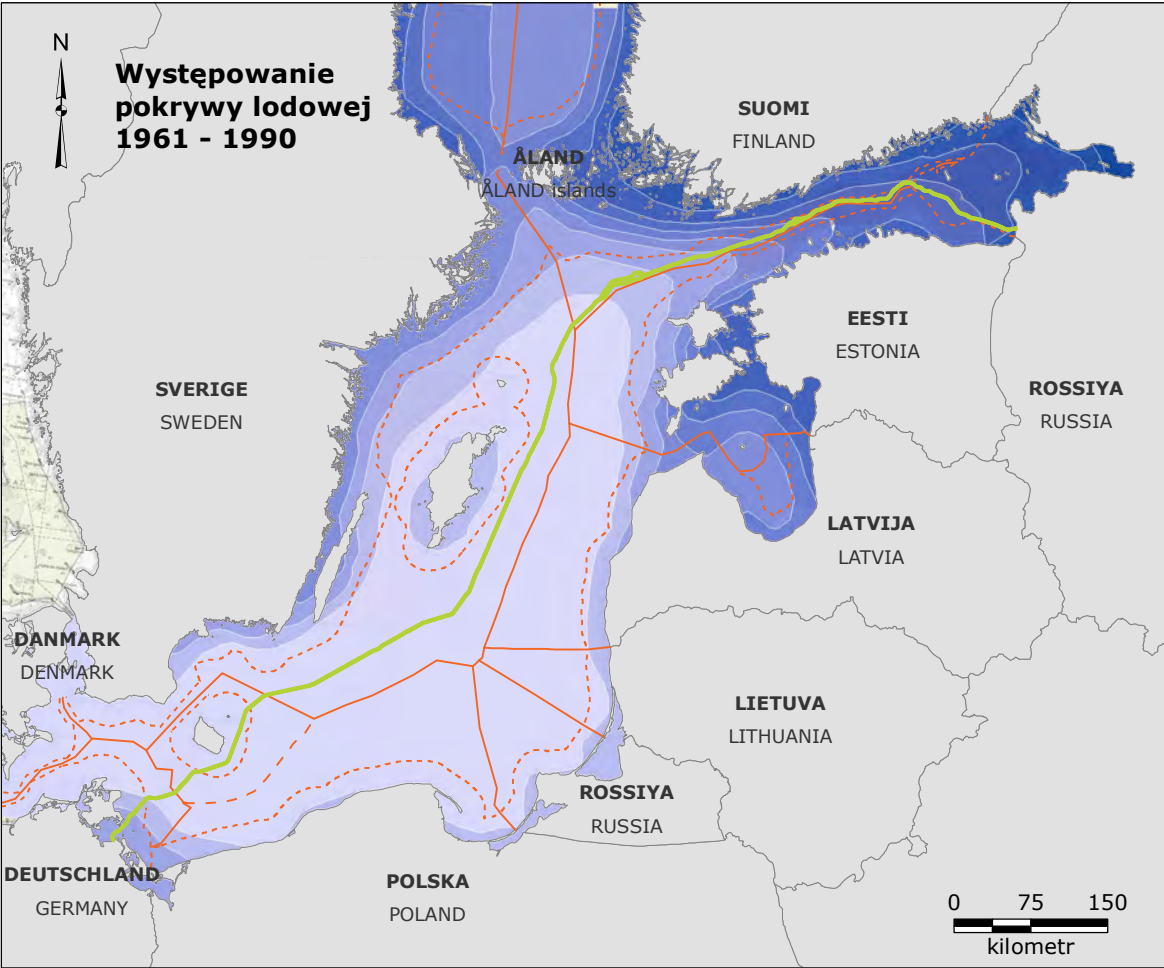 N
Występowanie
pokrywy lodowej
1961 - 1990
SUOMI
FINLAND
ÅLAND
ÅLAND islands
EESTI
ESTONIA
SVERIGE
SWEDEN
ROSSIYA
RUSSIA
LATVIJA
LATVIA
DANMARK
DENMARK
LIETUVA
LITHUANIA
ROSSIYA
RUSSIA
DEUTSCHLAND
GERMANY
POLSKA
POLAND
0 75 150
kilometr